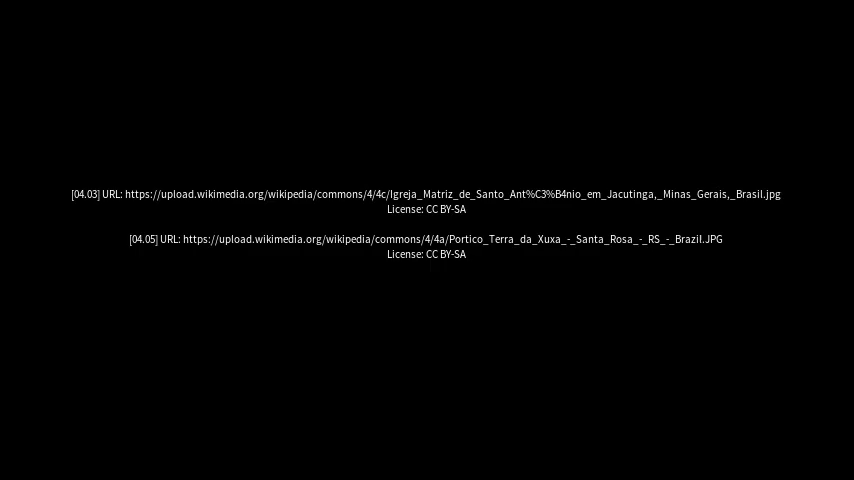 [04.03] URL: https://upload.wikimedia.org/wikipedia/commons/4/4c/Igreja_Matriz_de_Santo_Ant%C3%B4nio_em_Jacutinga,_Minas_Gerais,_Brasil.jpg
License: CC BY-SA
[04.05] URL: https://upload.wikimedia.org/wikipedia/commons/4/4a/Portico_Terra_da_Xuxa_-_Santa_Rosa_-_RS_-_Brazil.JPG
License: CC BY-SA